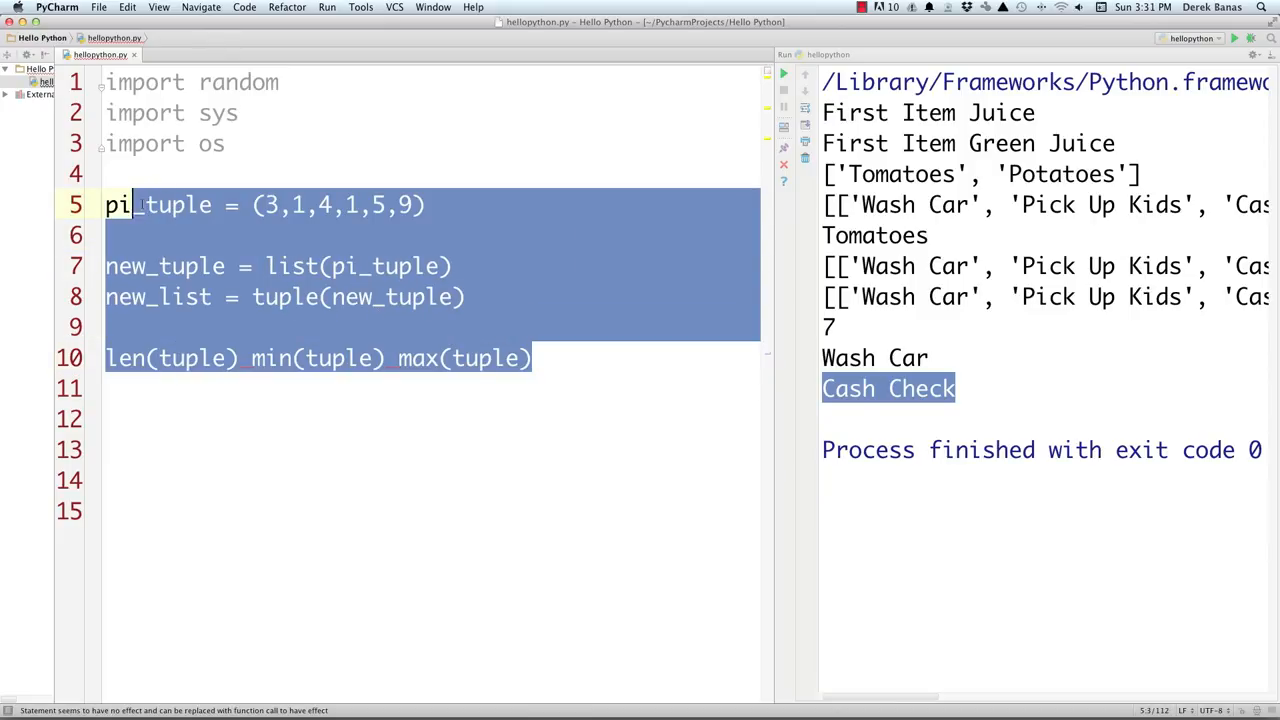 PyCharm File Edit View Navigate Code Refactor Run Tools VCS Window Help 10 Sun 3:31 PM Derek Banas
hellopython.py - Hello Python - [~/PycharmProjects/Hello Python]
Hello Python hellopython.py hellopython
hellopython.py × Run hellopython
Hello P
hell
Extern
1 import random
2 import sys
3 import os
4
5 pi_tuple = (3,1,4,1,5,9)
6
7 new_tuple = list(pi_tuple)
8 new_list = tuple(new_tuple)
9
10 len(tuple) min(tuple) max(tuple)
11
12
13
14
15
/Library/Frameworks/Python.framewo
First Item Juice
First Item Green Juice
['Tomatoes', 'Potatoes']
[['Wash Car', 'Pick Up Kids', 'Cas
Tomatoes
[['Wash Car', 'Pick Up Kids', 'Cas
[['Wash Car', 'Pick Up Kids', 'Cas
7
Wash Car
Cash Check
Process finished with exit code 0
Statement seems to have no effect and can be replaced with function call to have effect 5:3/112 LF UTF-8